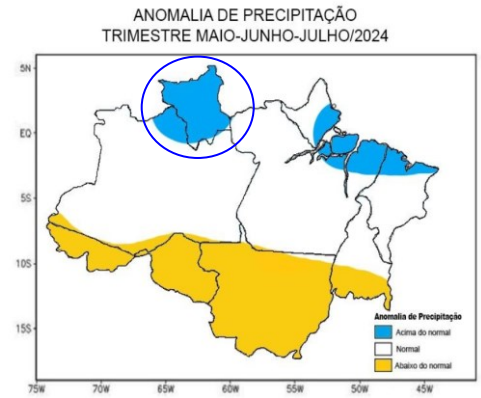 ANOMALIA DE PRECIPITAÇÃO
TRIMESTRE MAIO-JUNHO-JULHO/2024
5N
EQ
5S
10S
15S
75W 70W 65W 60W 55W 50W 45W
Anomalia de Precipitação
Acima do normal
Normal
Abaixo do normal